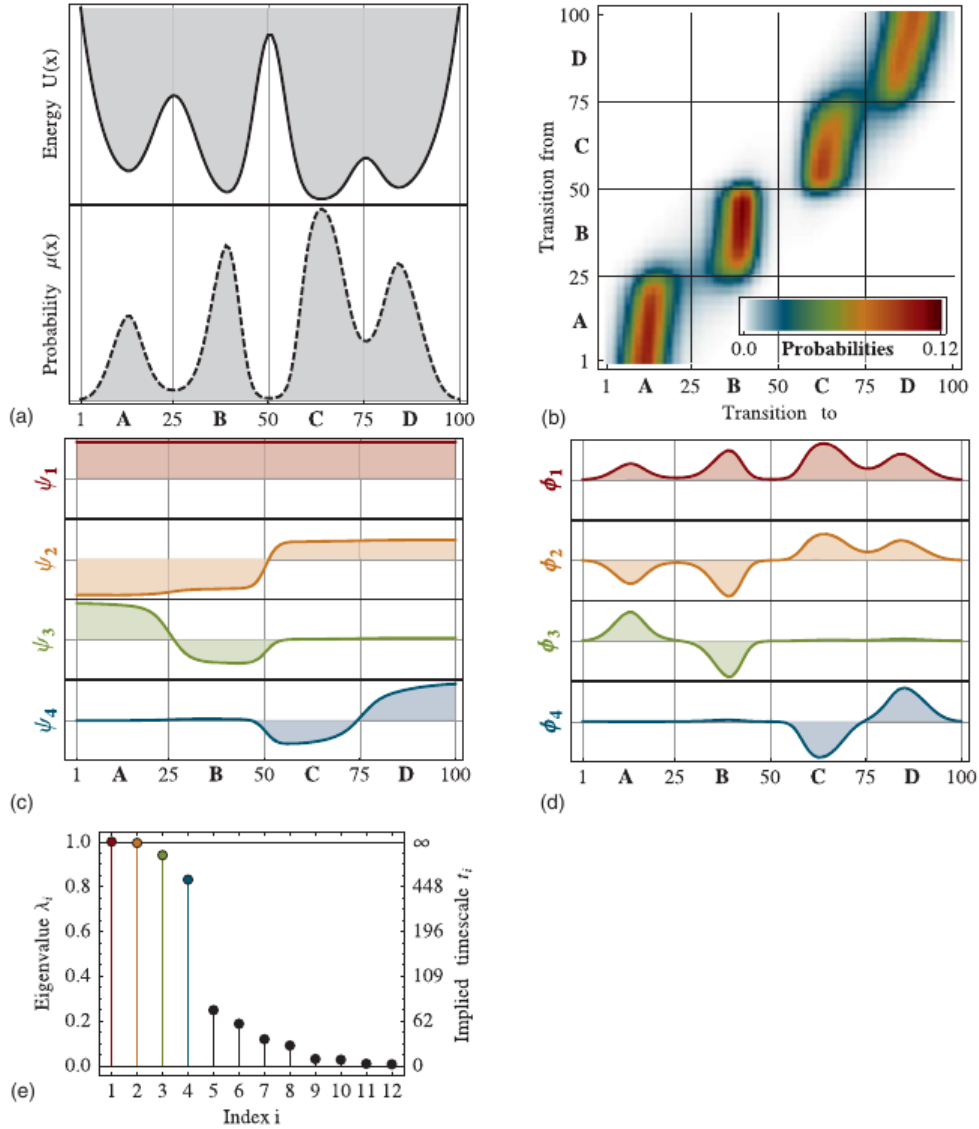 Energy U(x)
Probability μ(x)
1 A 25 B 50 C 75 D 100
(a)
Transition from
100
D
75
C
50
B
25
A
1
0.0 Probabilities 0.12
1 A 25 B 50 C 75 D 100
Transition to
(b)
ψ1
ψ2
ψ3
ψ4
1 A 25 B 50 C 75 D 100
(c)
ϕ1
ϕ2
ϕ3
ϕ4
1 A 25 B 50 C 75 D 100
(d)
Eigenvalue λi
1.0
0.8
0.6
0.4
0.2
0.0
∞
448
196
109
62
0
Implied timescale ti
1 2 3 4 5 6 7 8 9 10 11 12
Index i
(e)